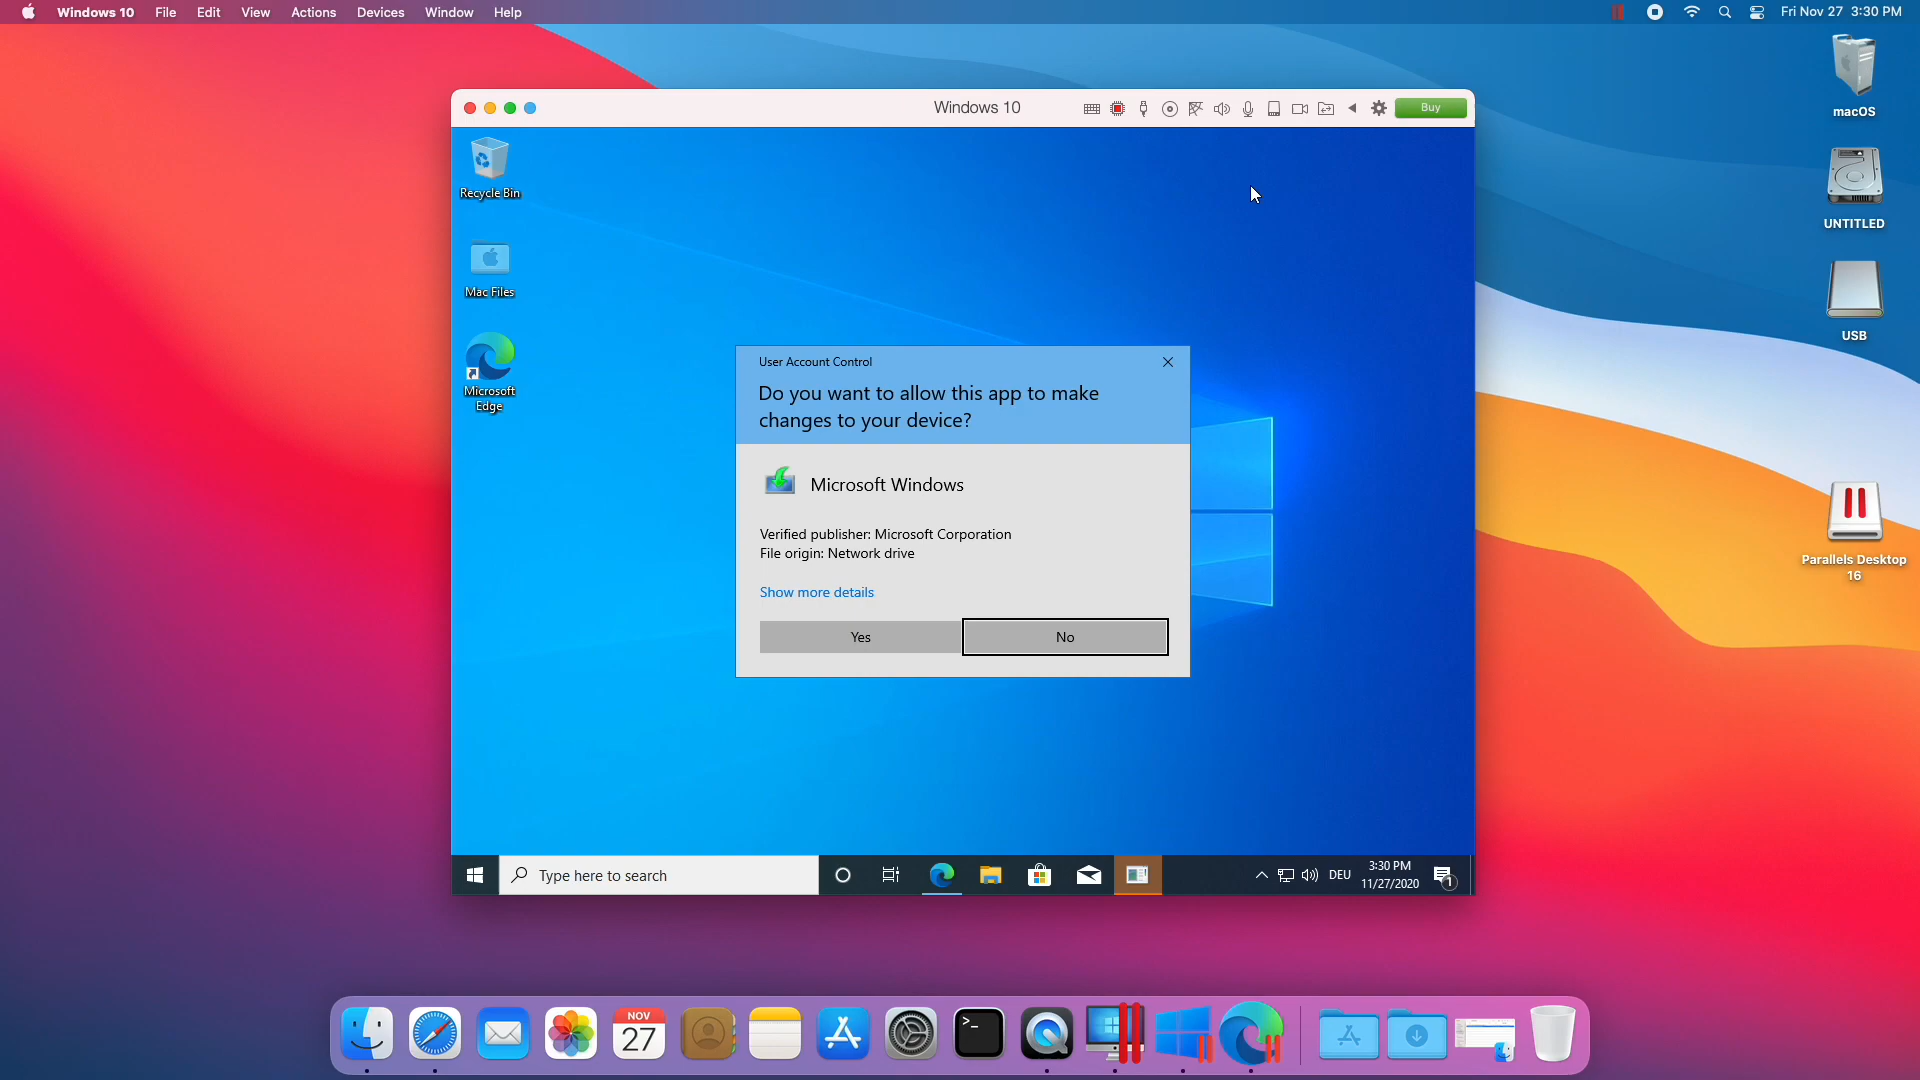 Windows 10 File Edit View Actions Devices Window Help
Fri Nov 27 3:30 PM
macOS
UNTITLED
USB
Parallels Desktop
16
Windows 10
Buy
Recycle Bin
Mac Files
Microsoft
Edge
User Account Control
Do you want to allow this app to make
changes to your device?
Microsoft Windows
Verified publisher: Microsoft Corporation
File origin: Network drive
Show more details
Yes
No
Type here to search
DEU
3:30 PM
11/27/2020
1
NOV
27
>_